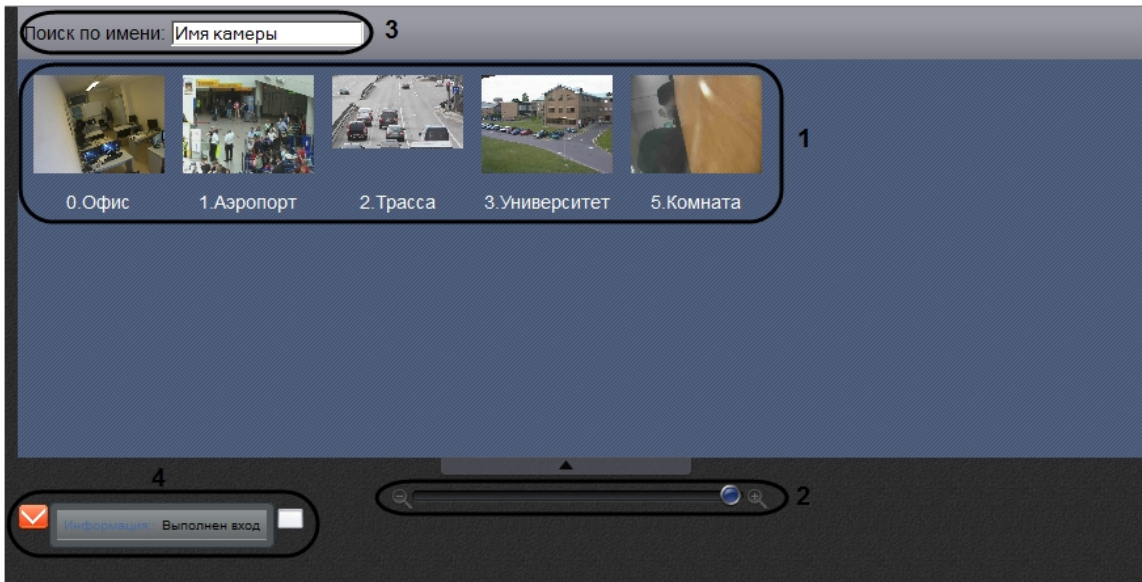 Поиск по имени: Имя камеры 3
1
0.Офис 1.Аэропорт 2.Трасса 3.Университет 5.Комната
4
2
Информация: Выполнен вход